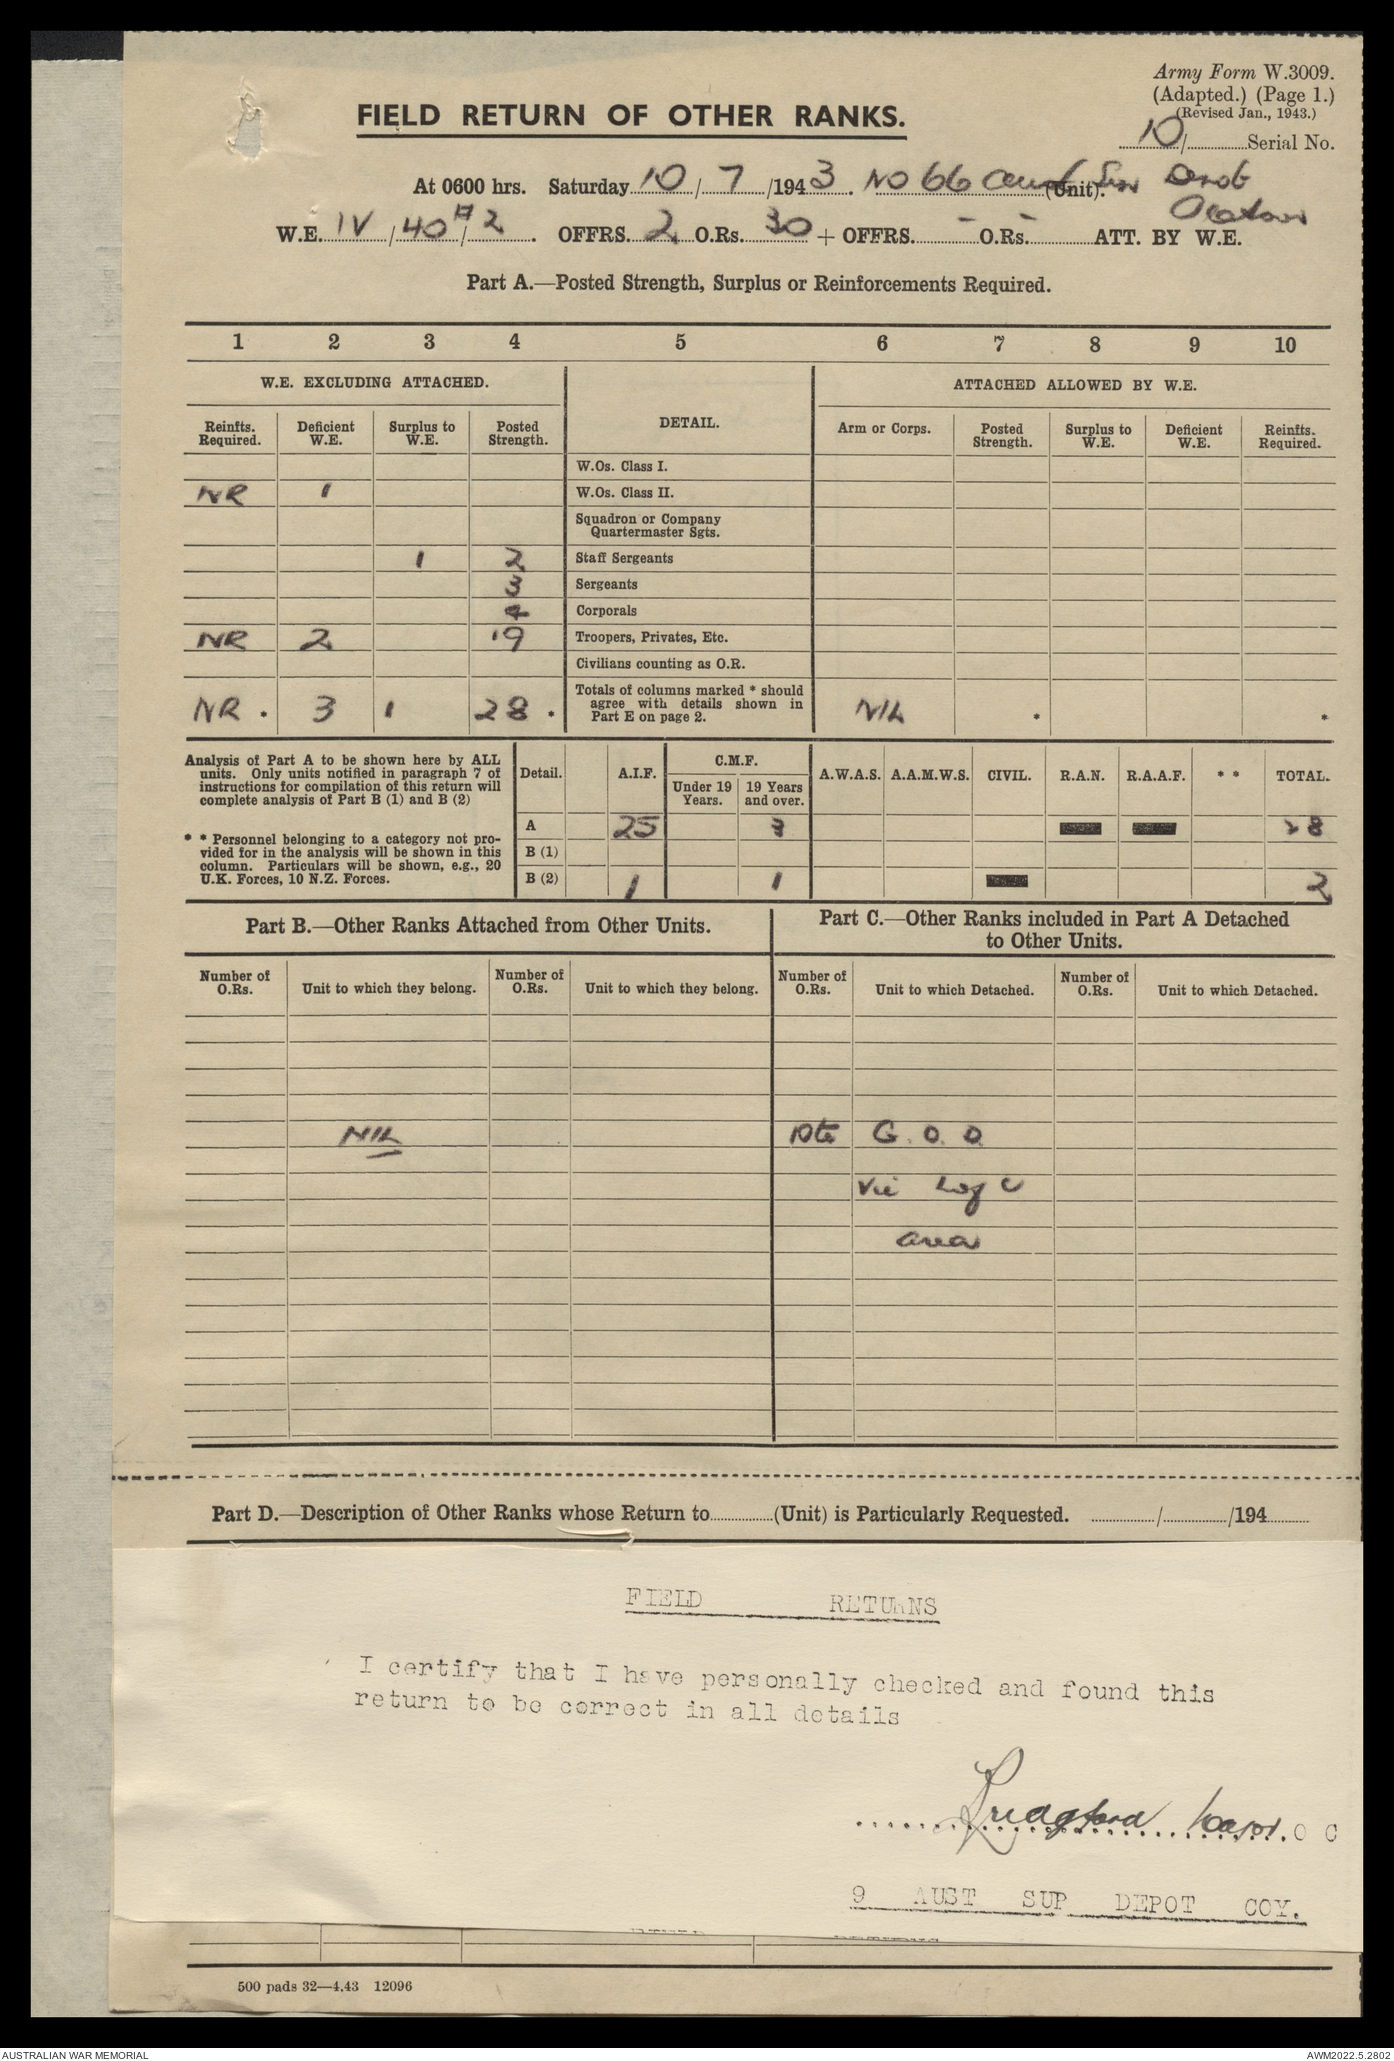 Army Form W.3009.
(Adapted.) (Page 1.)
(Revised Jan., 1943.)
10/ Serial No.
FIELD RETURN OF OTHER RANKS.
At 0600 hrs. Saturday 10/7/1943. No 66 Aust (Unit). Sup Depot
Platoon
W.E. IV/40A/2. OFFRS. 2 O.Rs. 30 + OFFRS. - O.Rs. - ATT. BY W.E.
Part A.—Posted Strength, Surplus or Reinforcements Required.
1 2 3 4 5 6 7 8 9 10
W.E. EXCLUDING ATTACHED. DETAIL. ATTACHED ALLOWED BY W.E.
Reinfts. Required. Deficient W.E. Surplus to W.E. Posted Strength. Arm or Corps. Posted Strength. Surplus to W.E. Deficient W.E. Reinfts. Required.
W.Os. Class I.
NR 1 W.Os. Class II.
Squadron or Company
Quartermaster Sgts.
1 2 Staff Sergeants
3 Sergeants
4 Corporals
NR 2 19 Troopers, Privates, Etc.
Civilians counting as O.R.
NR * 3 1 28 * Totals of columns marked * should NIL * *
agree with details shown in
Part E on page 2.
Analysis of Part A to be shown here by ALL
units. Only units notified in paragraph 7 of
instructions for compilation of this return will
complete analysis of Part B (1) and B (2)
* * Personnel belonging to a category not pro-
vided for in the analysis will be shown in this
column. Particulars will be shown, e.g., 20
U.K. Forces, 10 N.Z. Forces.
Detail. A.I.F. C.M.F. Under 19 Years. 19 Years and over. A.W.A.S. A.A.M.W.S. CIVIL. R.A.N. R.A.A.F. * * TOTAL.
A 25 3 28
B (1)
B (2) 1 1 2
Part B.—Other Ranks Attached from Other Units.
Part C.—Other Ranks included in Part A Detached
to Other Units.
Number of O.Rs. Unit to which they belong. Number of O.Rs. Unit to which they belong. Number of O.Rs. Unit to which Detached. Number of O.Rs. Unit to which Detached.
NIL G.O.D.
Vic L of C
area
Part D.—Description of Other Ranks whose Return to (Unit) is Particularly Requested. / /194
FIELD RETURNS
I certify that I have personally checked and found this
return to be correct in all details
O C
9 AUST SUP DEPOT COY.
500 pads 32—4.43 12096
AUSTRALIAN WAR MEMORIAL AWM2022.5.2802